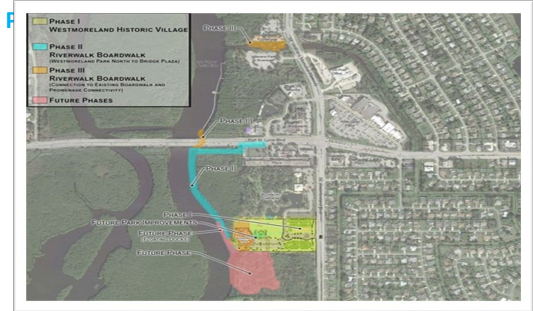 P
PHASE I
WESTMORELAND HISTORIC VILLAGE
PHASE II
RIVERWALK BOARDWALK
(WESTMORELAND PARK NORTH TO BRIDGE PLAZA)
PHASE III
RIVERWALK BOARDWALK
(CONNECTION TO EXISTING BOARDWALK AND
PROMENADE CONNECTIVITY)
FUTURE PHASES
PHASE III
PHASE III
PHASE II
PHASE I
FUTURE PARK IMPROVEMENTS
FUTURE PHASE
(FLOATING DOCKS)
FUTURE PHASE